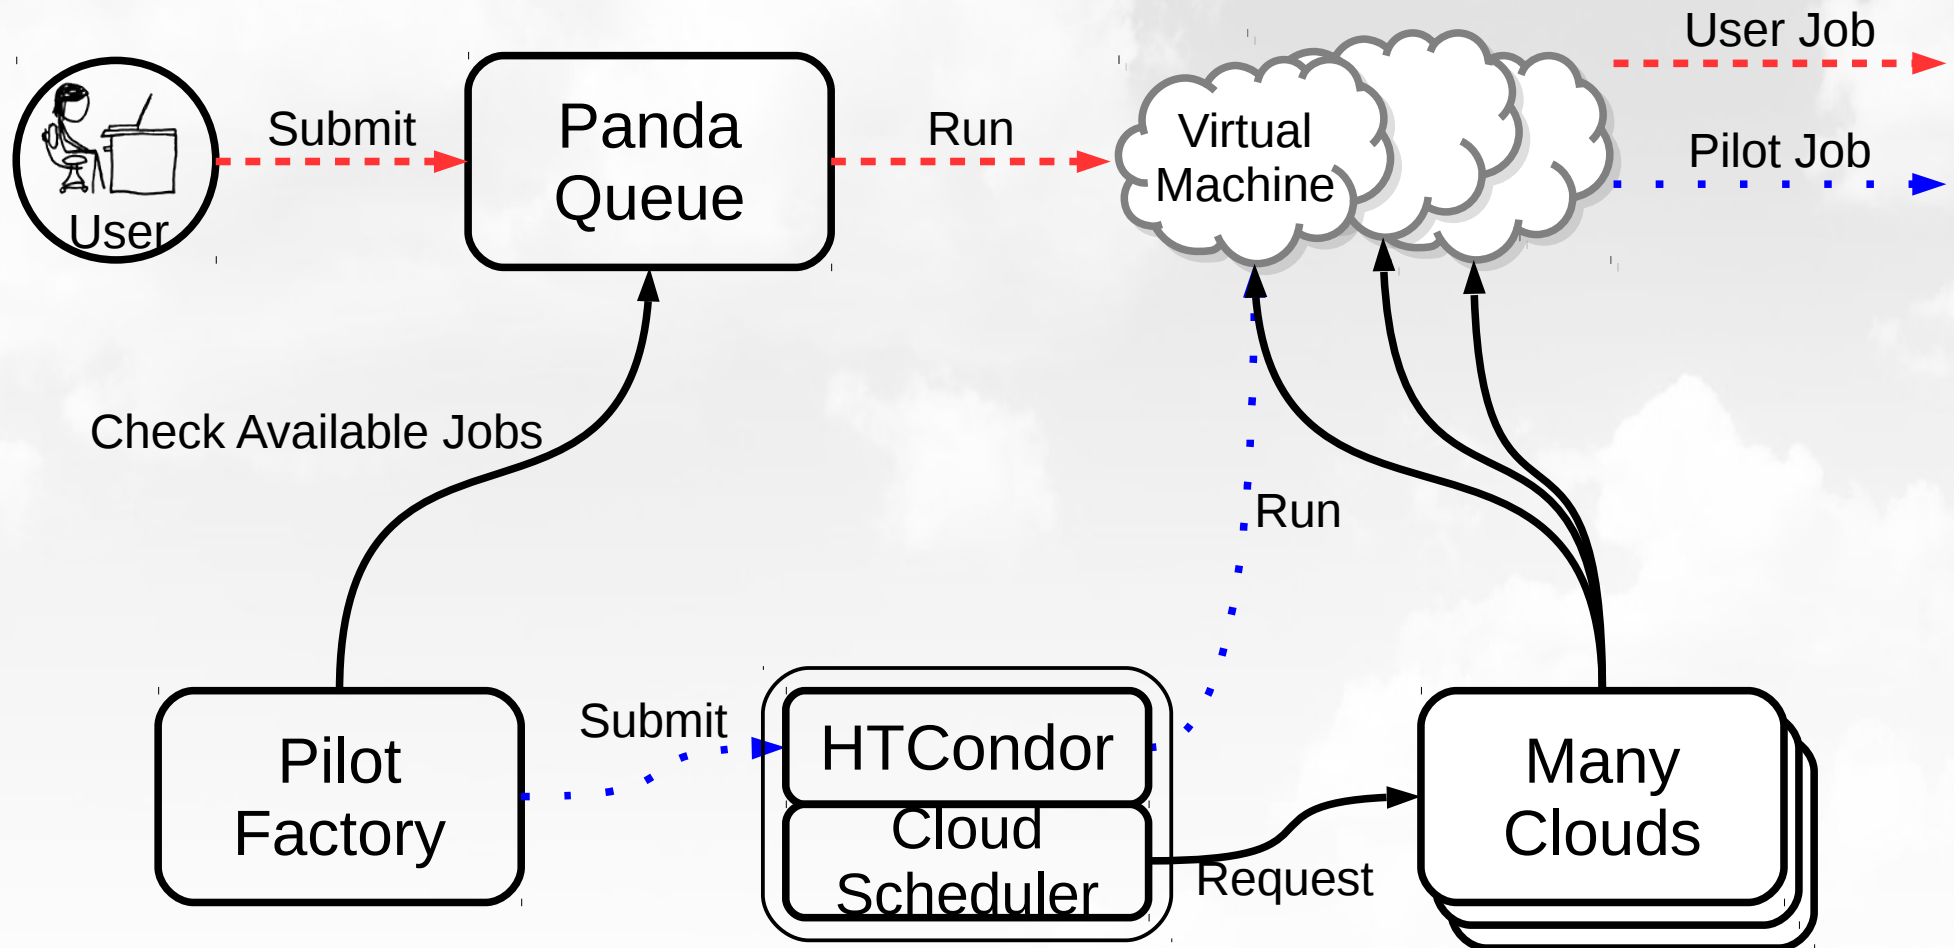 User Job
Submit
Panda
Queue
Run
Virtual
Machine
Pilot Job
User
Check Available Jobs
Run
Submit
HTCondor
Pilot
Factory
Cloud
Scheduler
Request
Many
Clouds